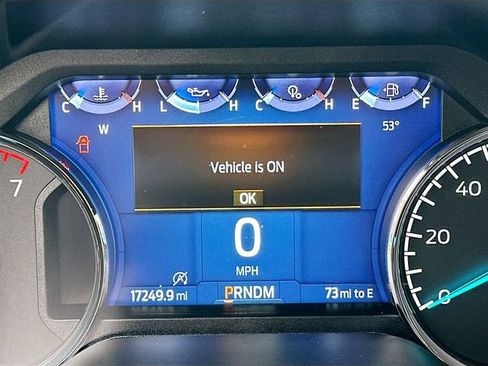 C H L H C H E F
W 53°
Vehicle is ON
OK
7
0
MPH
40
20
0
17249.9 mi PRNDM 73 mi to E